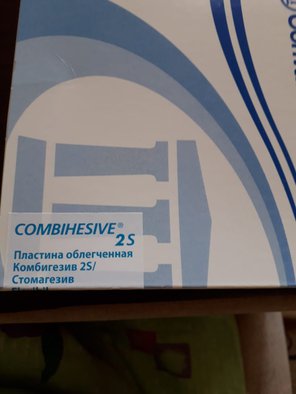 COMBIHESIVE®
2S
Пластина облегченная
Комбигезив 2S/
Стомагезив